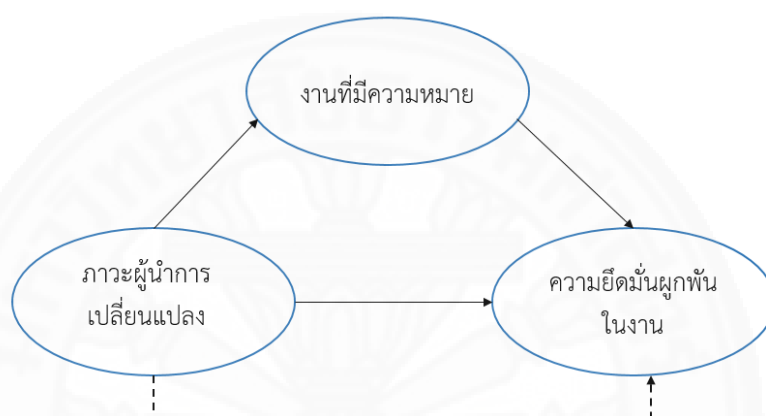 งานที่มีความหมาย
ภาวะผู้นำการ
เปลี่ยนแปลง
ความยึดมั่นผูกพัน
ในงาน